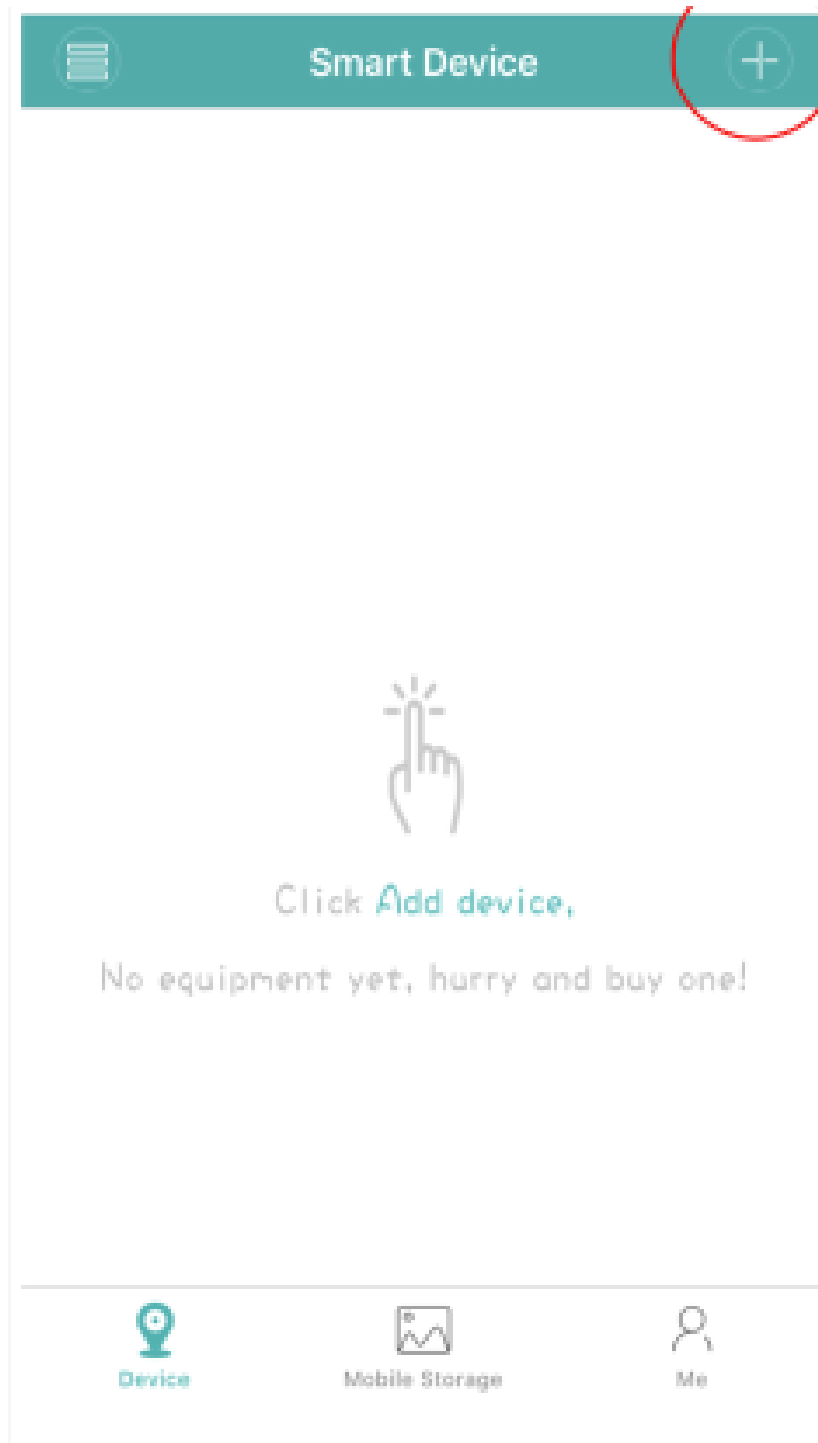 Smart Device
Click Add device,
No equipment yet, hurry and buy one!
Device
Mobile Storage
Me